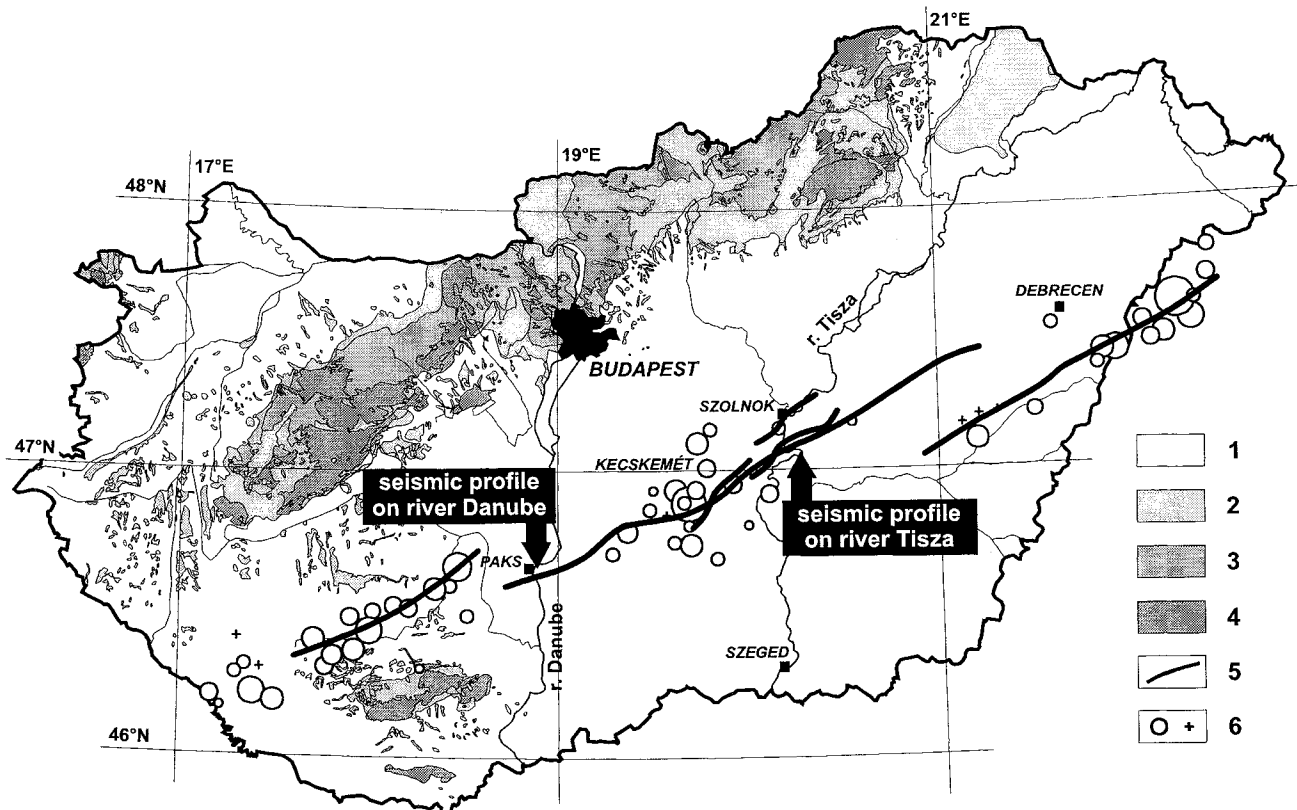 21°E
17°E
19°E
48°N
r. Tisza
DEBRECEN
BUDAPEST
SZOLNOK
47°N
KECSKEMÉT
seismic profile
on river Danube
seismic profile
on river Tisza
PAKS
r. Danube
SZEGED
46°N
1
2
3
4
5
6